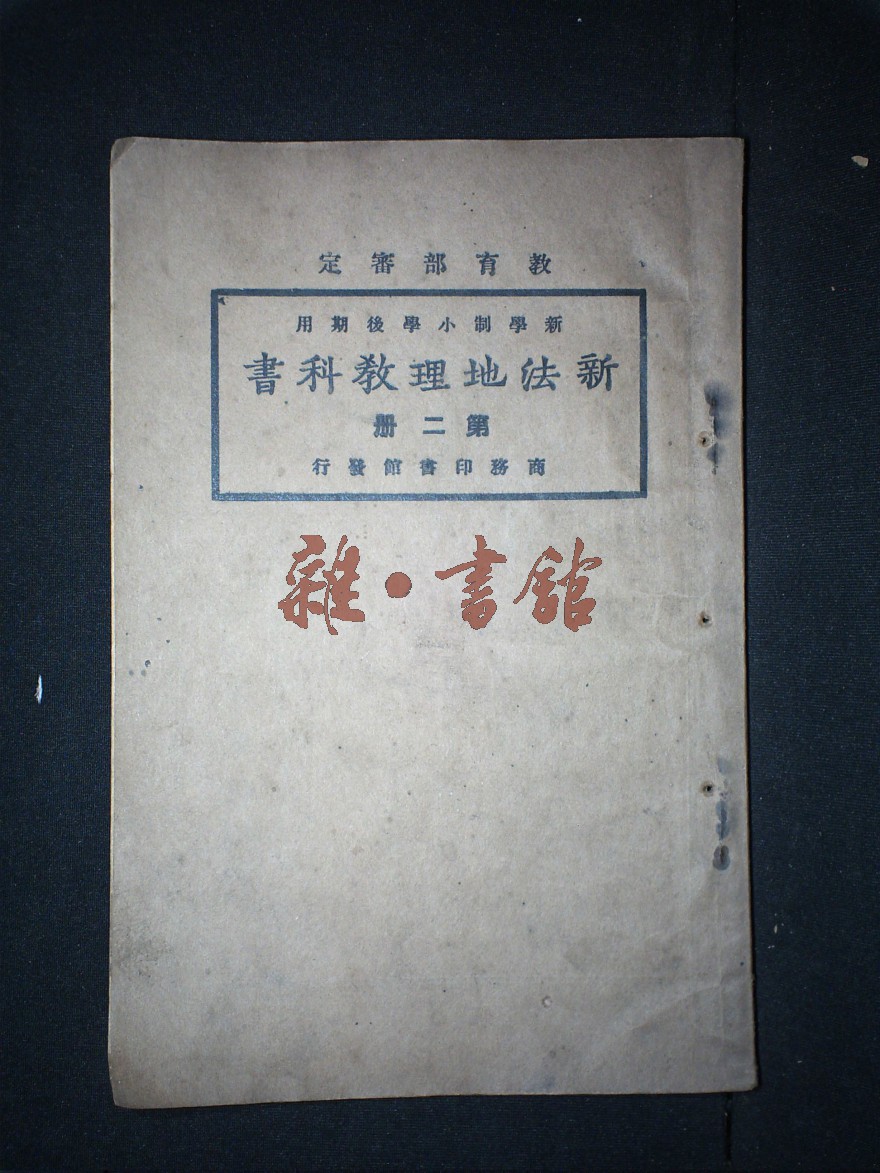 教育部審定
新學制小學後期用
新法地理教科書
第二册
商務印書館發行
雜·書館